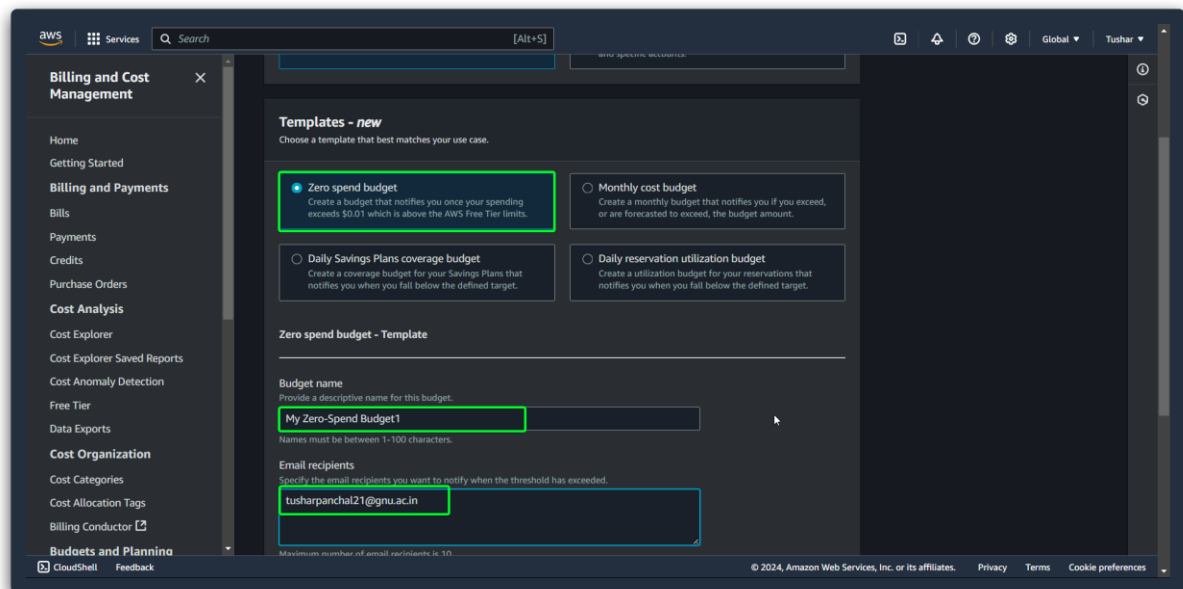 aws
Services
Search
[Alt+S]
Global
Tushar
Billing and Cost
Management
Home
Getting Started
Billing and Payments
Bills
Payments
Credits
Purchase Orders
Cost Analysis
Cost Explorer
Cost Explorer Saved Reports
Cost Anomaly Detection
Free Tier
Data Exports
Cost Organization
Cost Categories
Cost Allocation Tags
Billing Conductor
Budgets and Planning
and specific accounts.
Templates - new
Choose a template that best matches your use case.
Zero spend budget
Create a budget that notifies you once your spending
exceeds $0.01 which is above the AWS Free Tier limits.
Monthly cost budget
Create a monthly budget that notifies you if you exceed,
or are forecasted to exceed, the budget amount.
Daily Savings Plans coverage budget
Create a coverage budget for your Savings Plans that
notifies you when you fall below the defined target.
Daily reservation utilization budget
Create a utilization budget for your reservations that
notifies you when you fall below the defined target.
Zero spend budget - Template
Budget name
Provide a descriptive name for this budget.
My Zero-Spend Budget1
Names must be between 1-100 characters.
Email recipients
Specify the email recipients you want to notify when the threshold has exceeded.
tusharpanchal21@gnu.ac.in
Maximum number of email recipients is 10
CloudShell
Feedback
© 2024, Amazon Web Services, Inc. or its affiliates.
Privacy
Terms
Cookie preferences